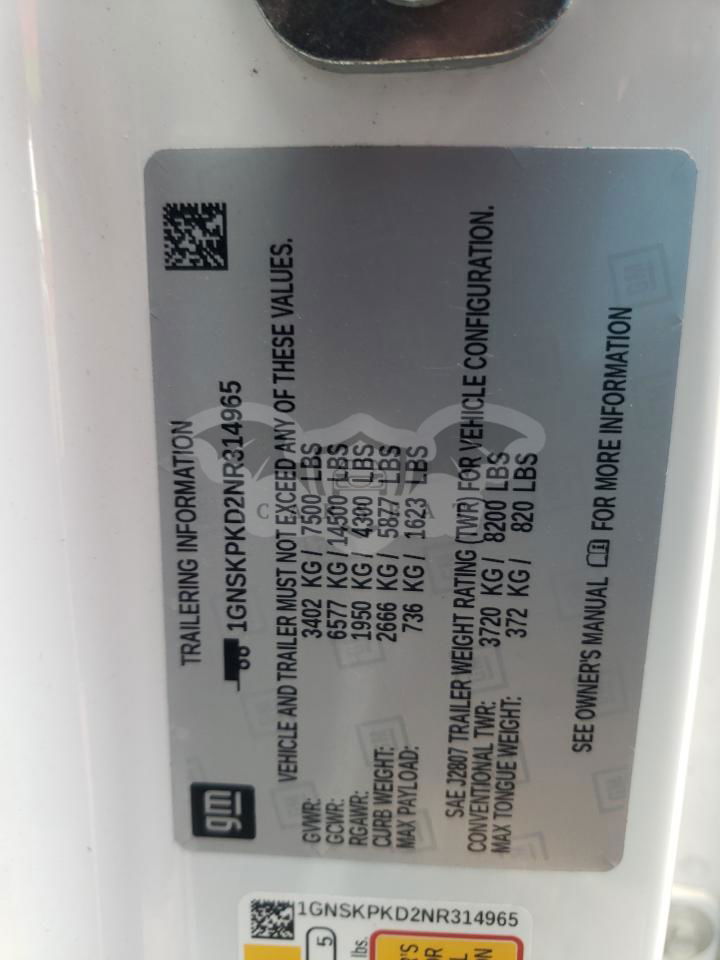 gm
TRAILERING INFORMATION
1GNSKPKD2NR314965
VEHICLE AND TRAILER MUST NOT EXCEED ANY OF THESE VALUES.
GVWR: 3402 KG / 7500 LBS
GCWR: 6577 KG / 14500 LBS
RGAWR: 1950 KG / 4300 LBS
CURB WEIGHT: 2666 KG / 5877 LBS
MAX PAYLOAD: 736 KG / 1623 LBS
SAE J2807 TRAILER WEIGHT RATING (TWR) FOR VEHICLE CONFIGURATION.
CONVENTIONAL TWR: 3720 KG / 8200 LBS
MAX TONGUE WEIGHT: 372 KG / 820 LBS
SEE OWNER'S MANUAL FOR MORE INFORMATION
1GNSKPKD2NR314965
5
lbs.